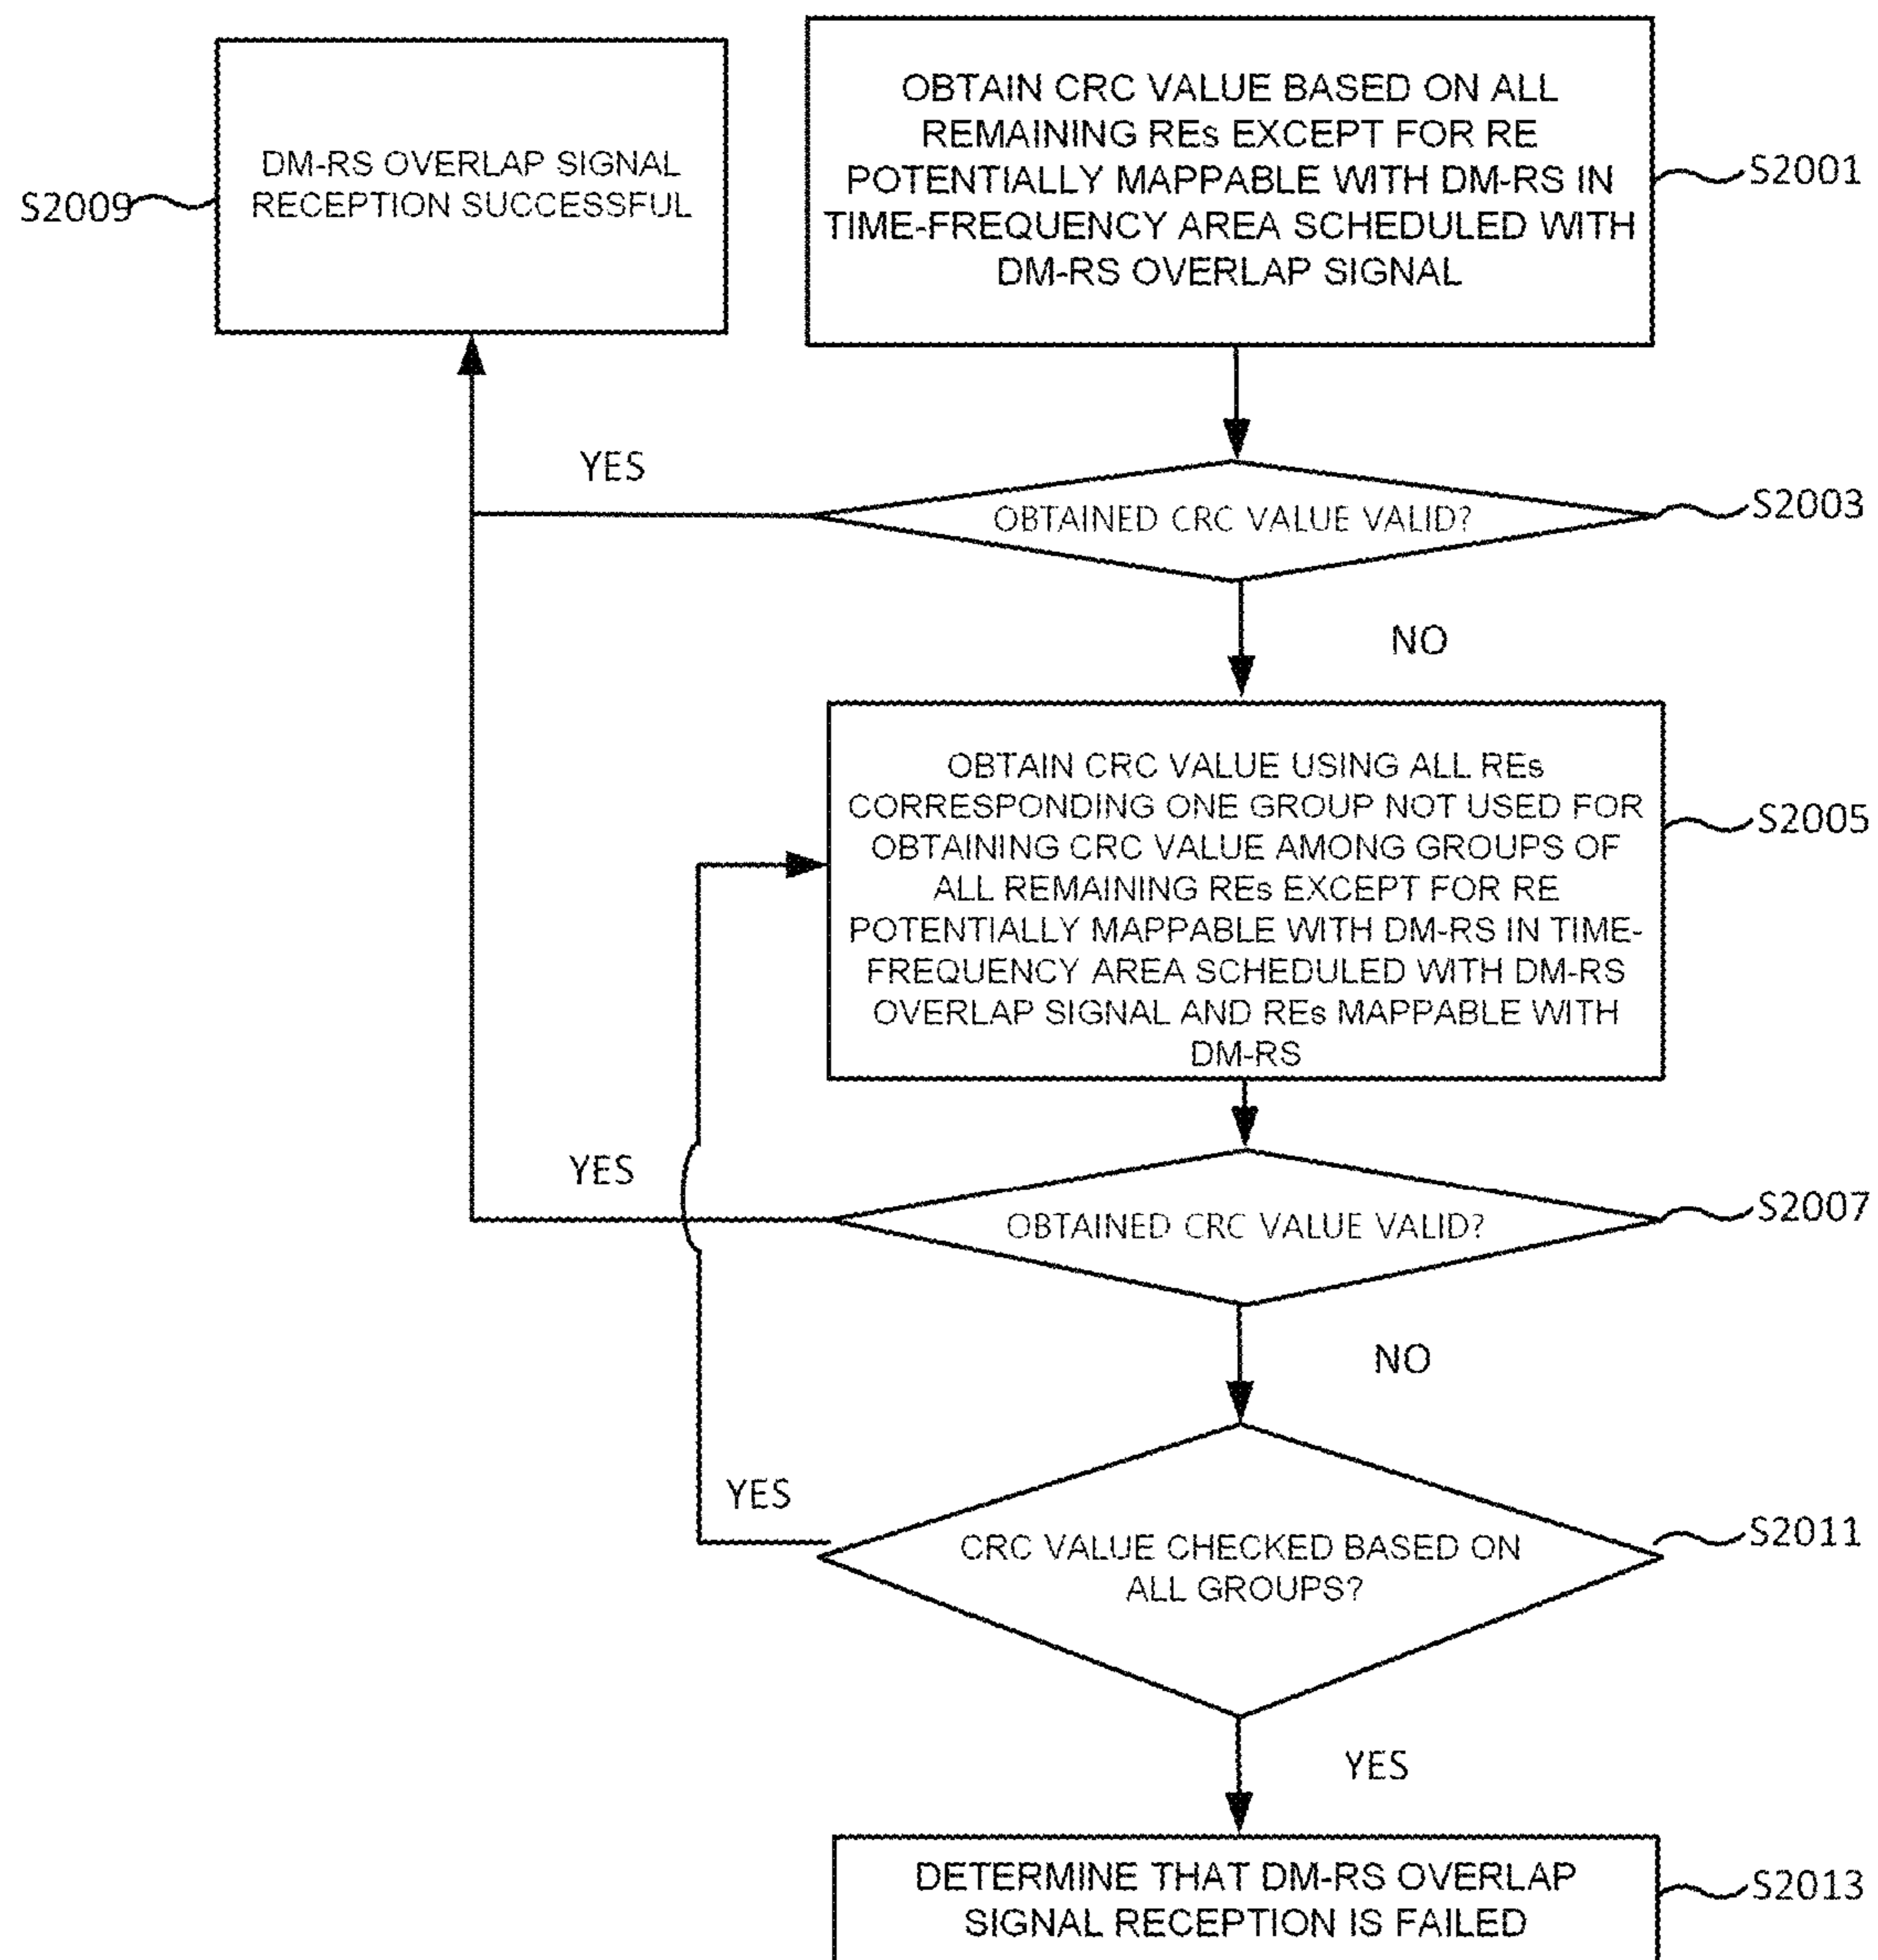 DM-RS OVERLAP SIGNAL
RECEPTION SUCCESSFUL
S2009
OBTAIN CRC VALUE BASED ON ALL
REMAINING REs EXCEPT FOR RE
POTENTIALLY MAPPABLE WITH DM-RS IN
TIME-FREQUENCY AREA SCHEDULED WITH
DM-RS OVERLAP SIGNAL
S2001
YES
OBTAINED CRC VALUE VALID?
S2003
NO
OBTAIN CRC VALUE USING ALL REs
CORRESPONDING ONE GROUP NOT USED FOR
OBTAINING CRC VALUE AMONG GROUPS OF
ALL REMAINING REs EXCEPT FOR RE
POTENTIALLY MAPPABLE WITH DM-RS IN TIME-
FREQUENCY AREA SCHEDULED WITH DM-RS
OVERLAP SIGNAL AND REs MAPPABLE WITH
DM-RS
S2005
YES
OBTAINED CRC VALUE VALID?
S2007
NO
YES
CRC VALUE CHECKED BASED ON
ALL GROUPS?
S2011
YES
DETERMINE THAT DM-RS OVERLAP
SIGNAL RECEPTION IS FAILED
S2013